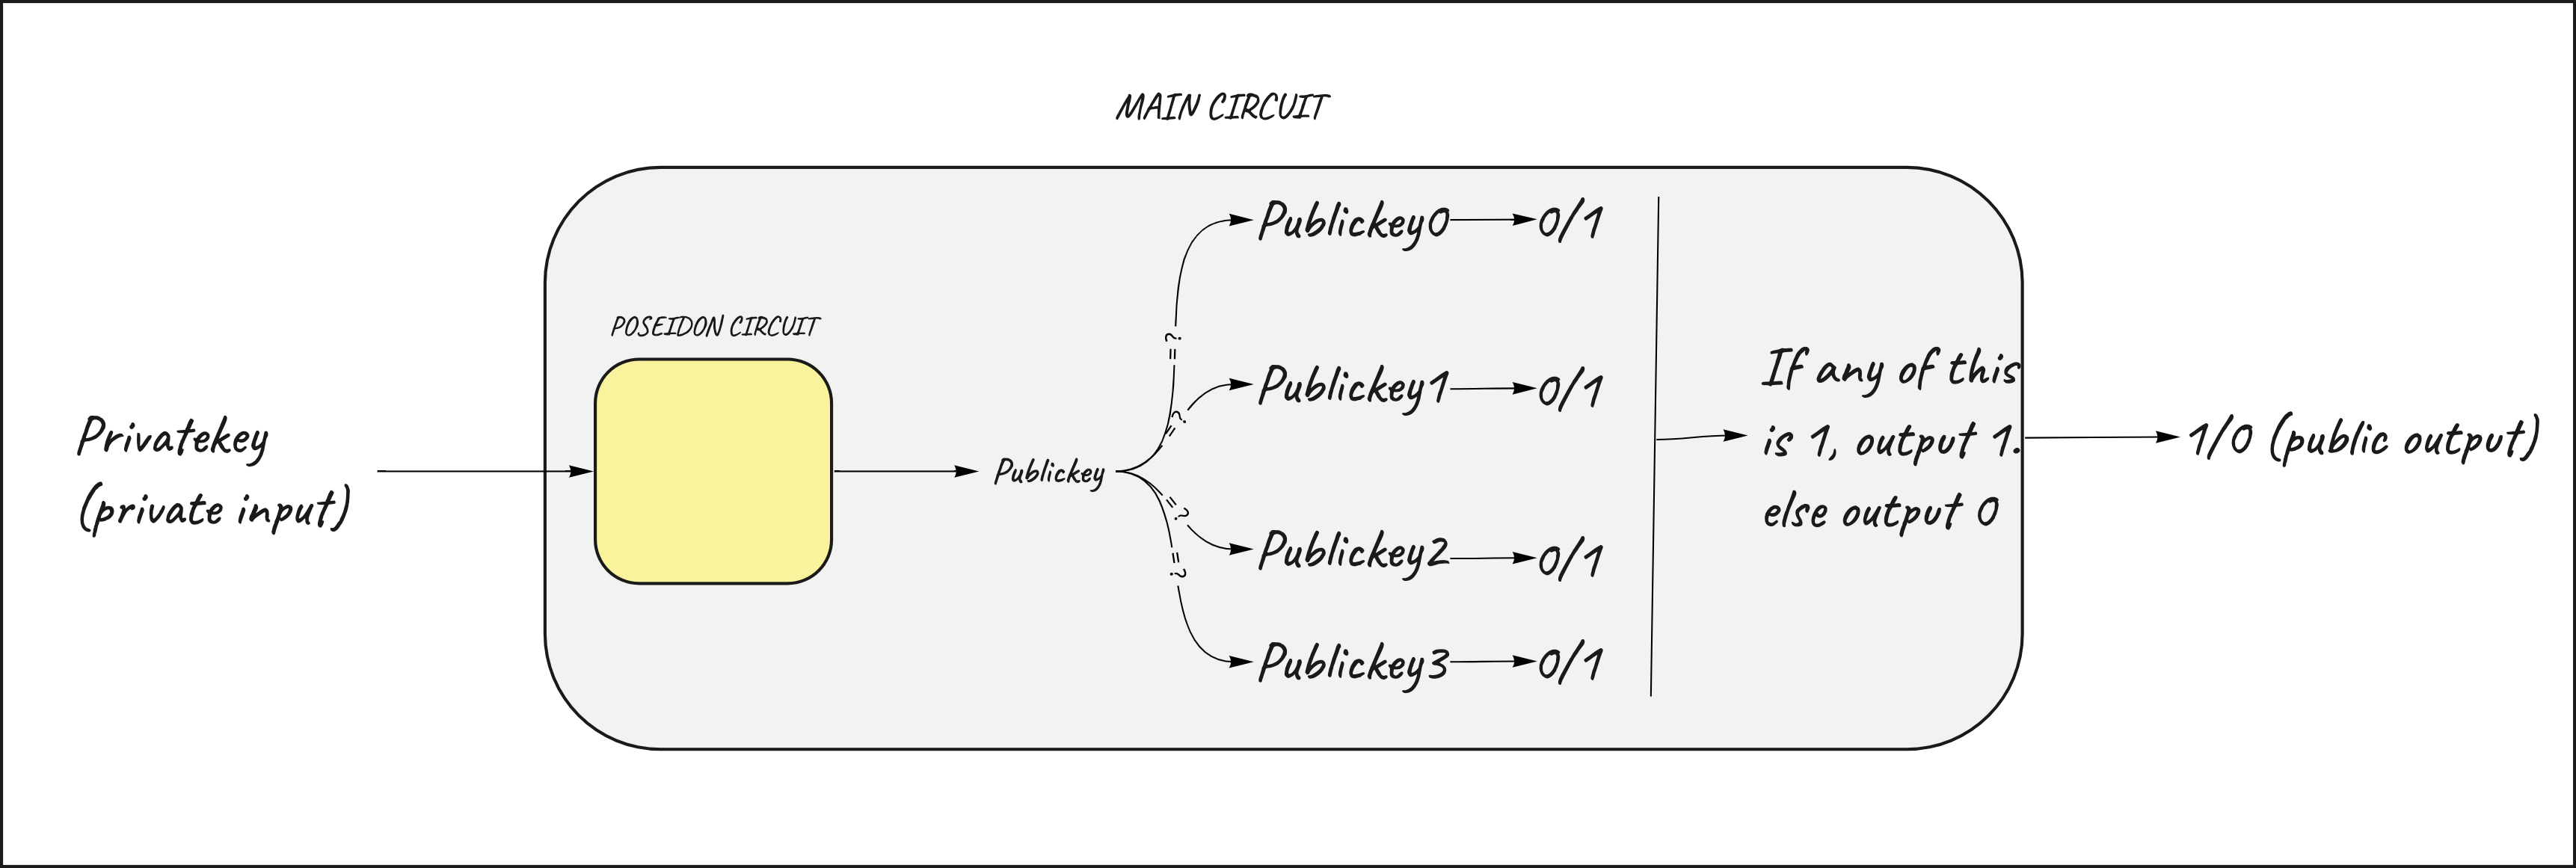 MAIN CIRCUIT
POSEIDON CIRCUIT
Privatekey
(private input)
Publickey
=?
=?
=?
=?
Publickey0
0/1
Publickey1
0/1
Publickey2
0/1
Publickey3
0/1
If any of this
is 1, output 1.
else output 0
1/0 (public output)